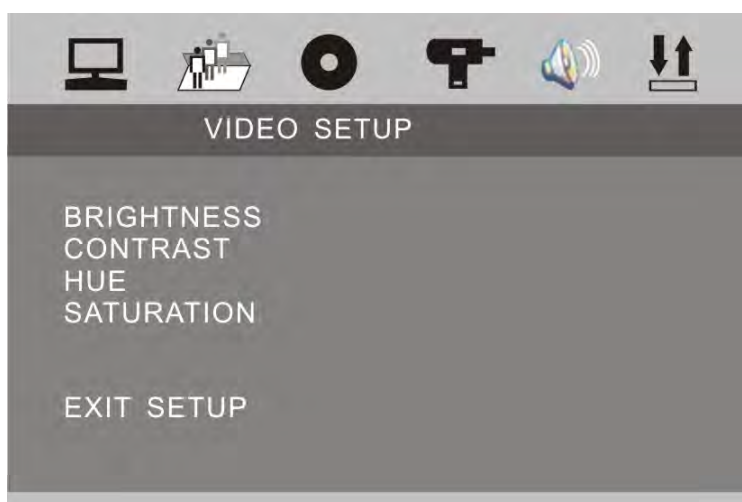 VIDEO SETUP
BRIGHTNESS
CONTRAST
HUE
SATURATION
EXIT SETUP